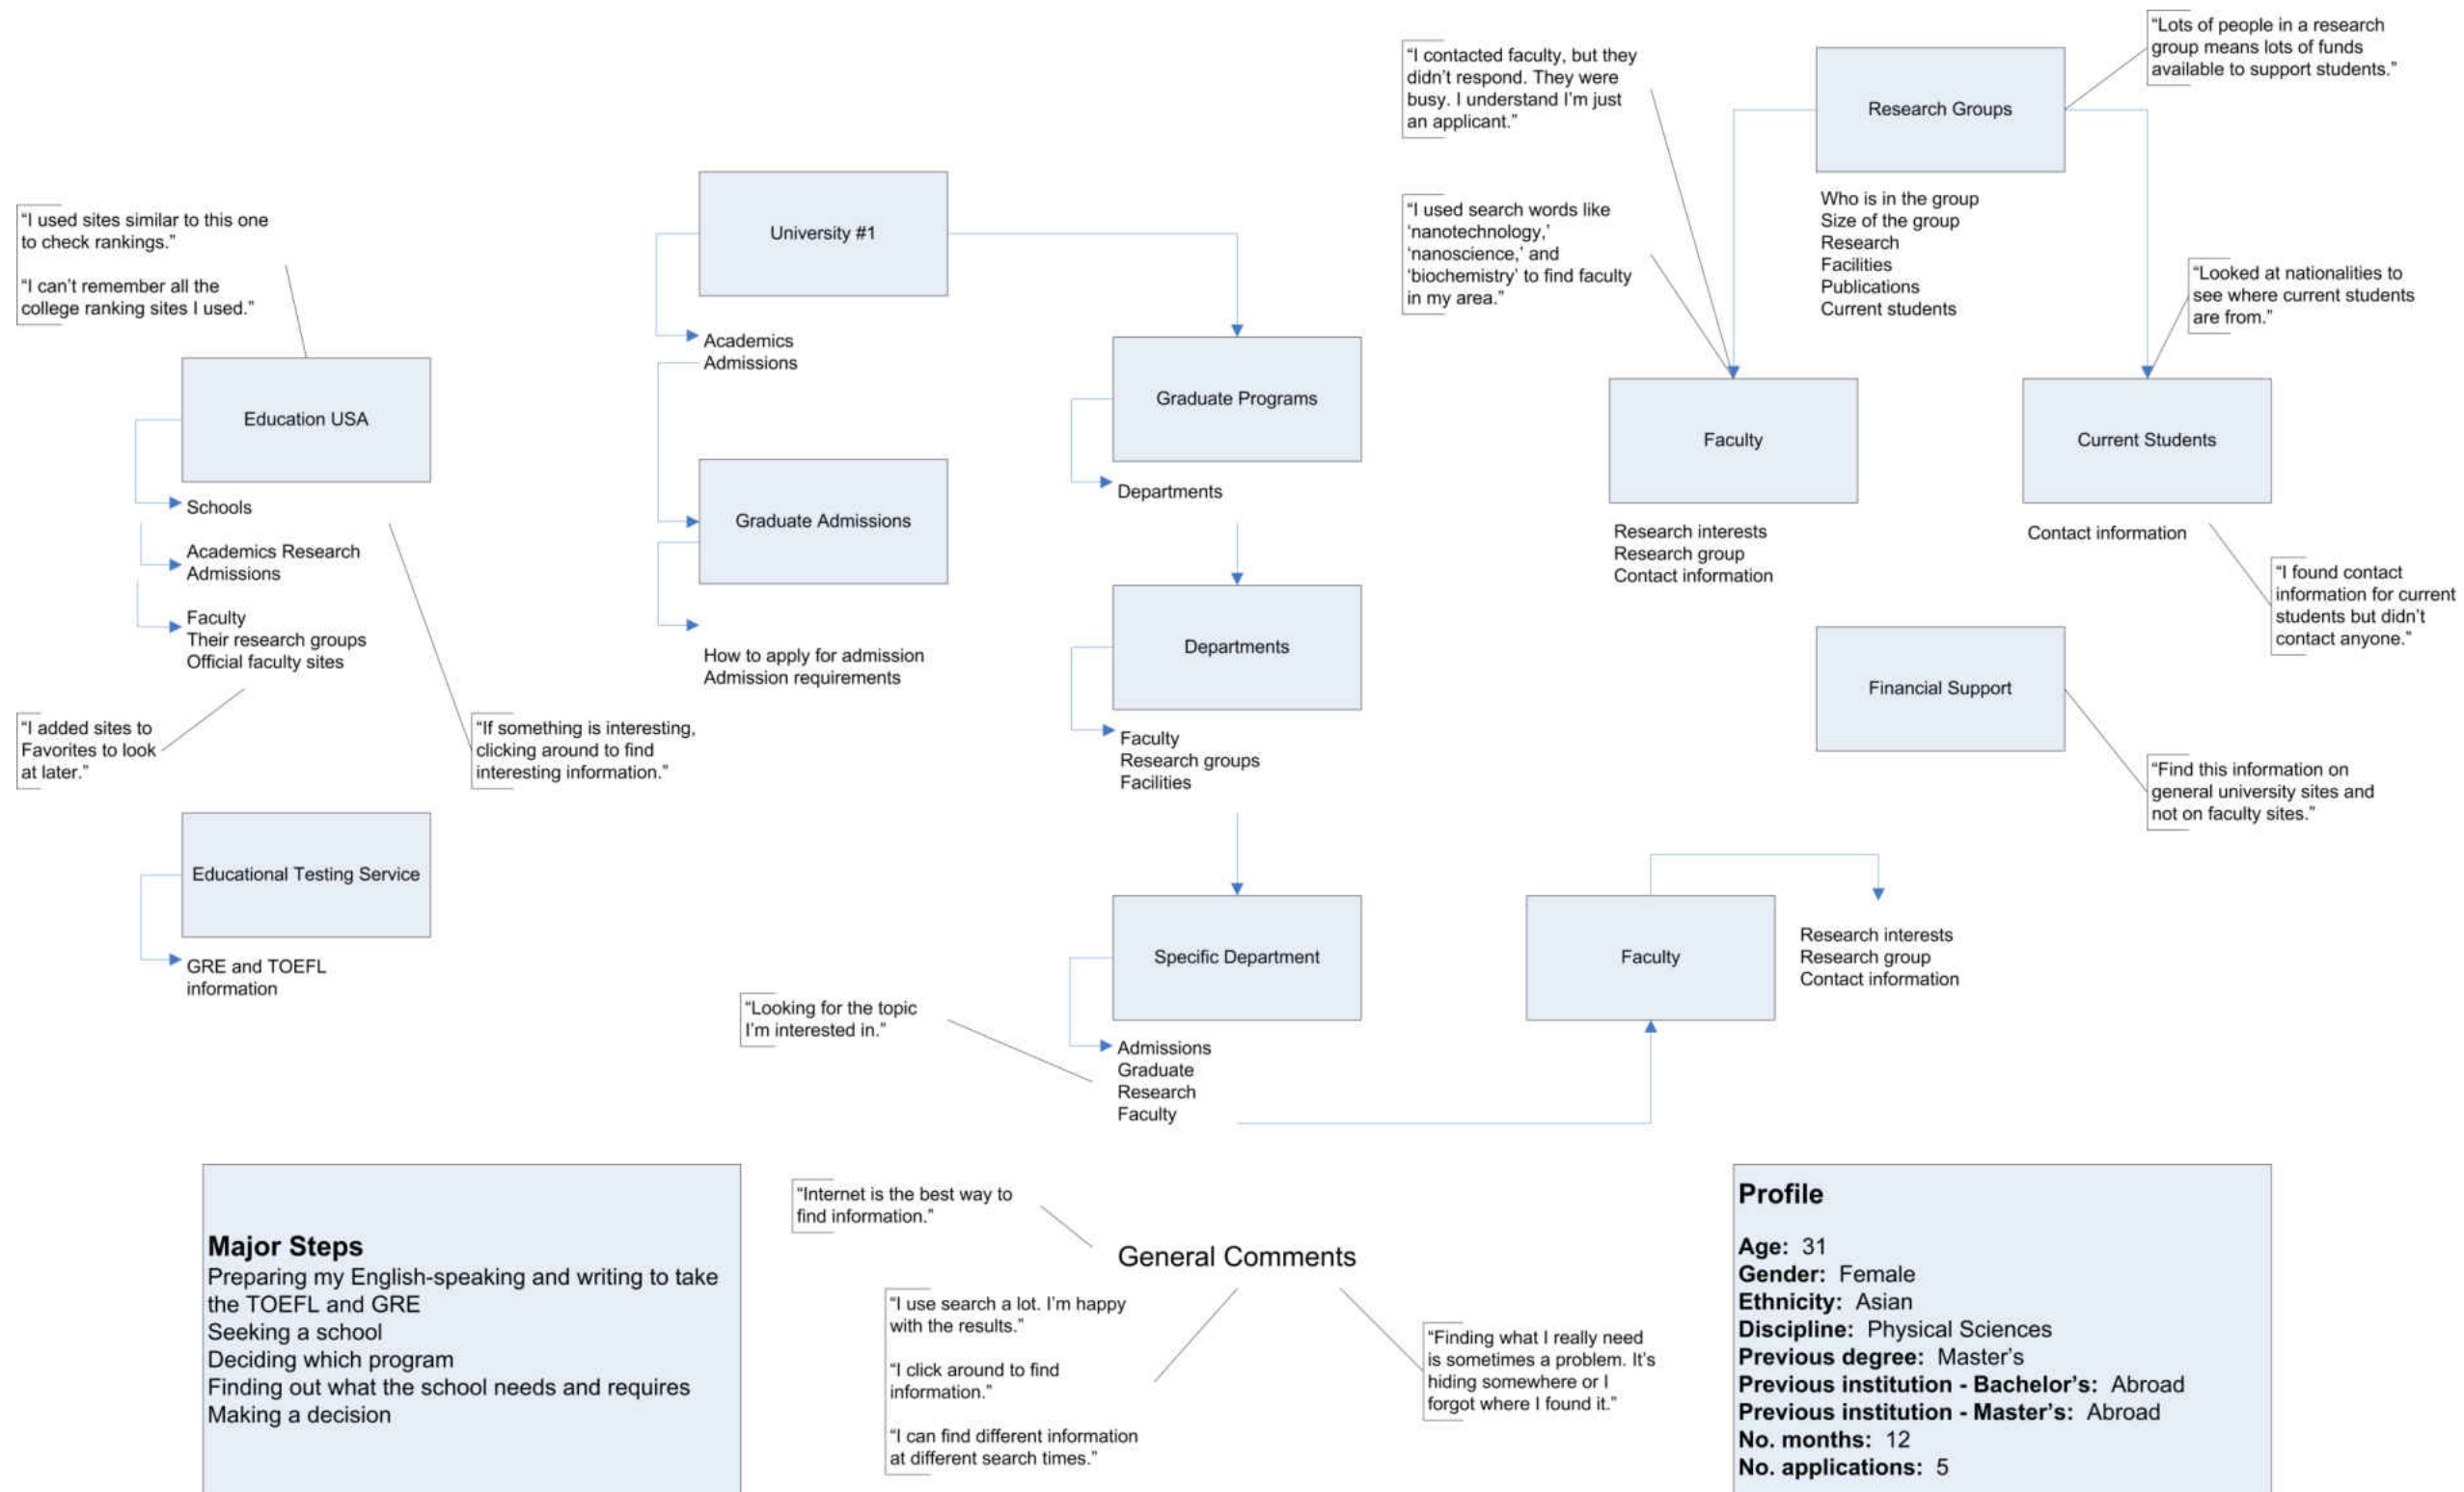 “I used sites similar to this one
to check rankings.”
“I can’t remember all the
college ranking sites I used.”
Education USA
Schools
Academics Research
Admissions
Faculty
Their research groups
Official faculty sites
“I added sites to
Favorites to look
at later.”
“If something is interesting,
clicking around to find
interesting information.”
Educational Testing Service
GRE and TOEFL
information
University #1
Academics
Admissions
Graduate Admissions
How to apply for admission
Admission requirements
Graduate Programs
Departments
Departments
Faculty
Research groups
Facilities
Specific Department
“Looking for the topic
I’m interested in.”
Admissions
Graduate
Research
Faculty
“I contacted faculty, but they
didn’t respond. They were
busy. I understand I’m just
an applicant.”
“I used search words like
‘nanotechnology,’
‘nanoscience,’ and
‘biochemistry’ to find faculty
in my area.”
Research Groups
“Lots of people in a research
group means lots of funds
available to support students.”
Who is in the group
Size of the group
Research
Facilities
Publications
Current students
“Looked at nationalities to
see where current students
are from.”
Faculty
Research interests
Research group
Contact information
Current Students
Contact information
“I found contact
information for current
students but didn’t
contact anyone.”
Financial Support
“Find this information on
general university sites and
not on faculty sites.”
Faculty
Research interests
Research group
Contact information
Major Steps
Preparing my English-speaking and writing to take
the TOEFL and GRE
Seeking a school
Deciding which program
Finding out what the school needs and requires
Making a decision
“Internet is the best way to
find information.”
General Comments
“I use search a lot. I’m happy
with the results.”
“I click around to find
information.”
“I can find different information
at different search times.”
“Finding what I really need
is sometimes a problem. It’s
hiding somewhere or I
forgot where I found it.”
Profile
Age: 31
Gender: Female
Ethnicity: Asian
Discipline: Physical Sciences
Previous degree: Master’s
Previous institution - Bachelor’s: Abroad
Previous institution - Master’s: Abroad
No. months: 12
No. applications: 5